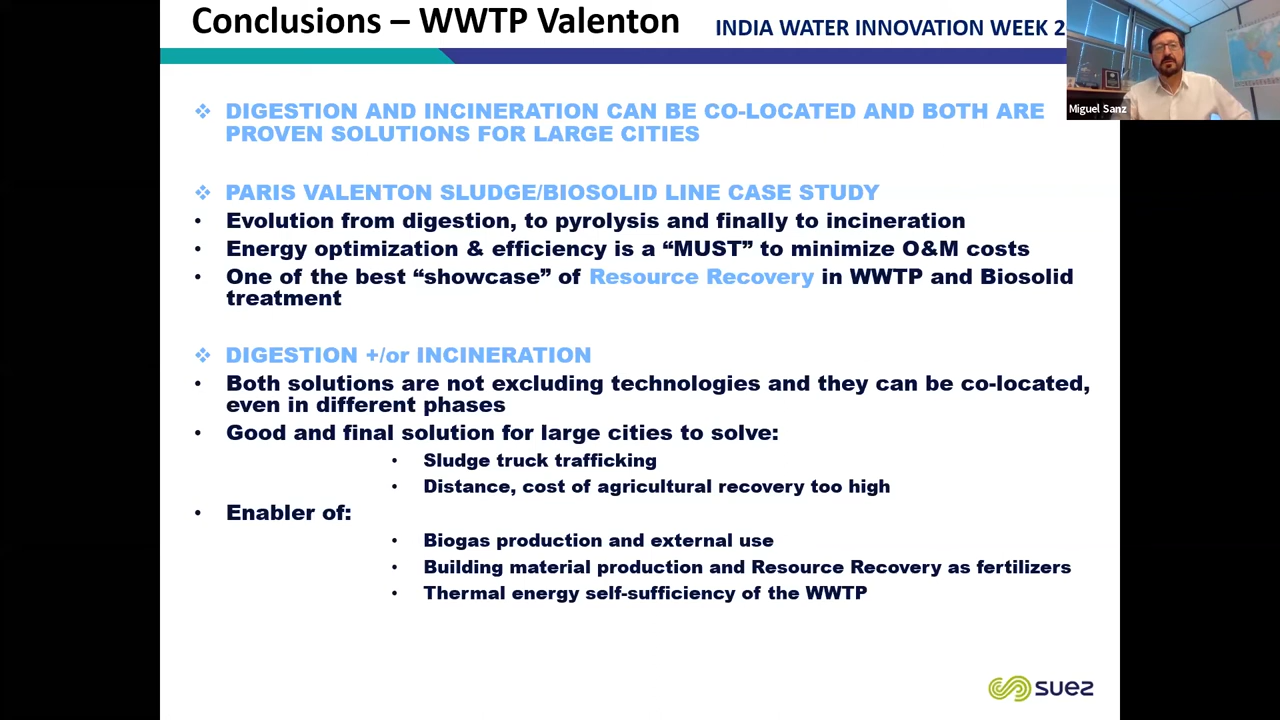 Conclusions – WWTP Valenton
INDIA WATER INNOVATION WEEK 2
Miguel Sanz
❖ DIGESTION AND INCINERATION CAN BE CO-LOCATED AND BOTH ARE
PROVEN SOLUTIONS FOR LARGE CITIES
❖ PARIS VALENTON SLUDGE/BIOSOLID LINE CASE STUDY
• Evolution from digestion, to pyrolysis and finally to incineration
• Energy optimization & efficiency is a “MUST” to minimize O&M costs
• One of the best “showcase” of Resource Recovery in WWTP and Biosolid
treatment
❖ DIGESTION +/or INCINERATION
• Both solutions are not excluding technologies and they can be co-located,
even in different phases
• Good and final solution for large cities to solve:
• Sludge truck trafficking
• Distance, cost of agricultural recovery too high
• Enabler of:
• Biogas production and external use
• Building material production and Resource Recovery as fertilizers
• Thermal energy self-sufficiency of the WWTP
suez